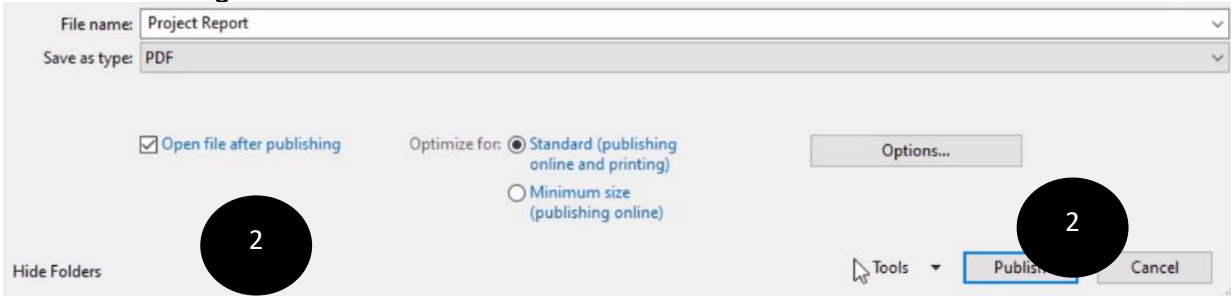 File name: Project Report
Save as type: PDF
Open file after publishing
Optimize for: Standard (publishing
online and printing)
Options...
Minimum size
(publishing online)
2
2
Hide Folders
Tools
Cancel